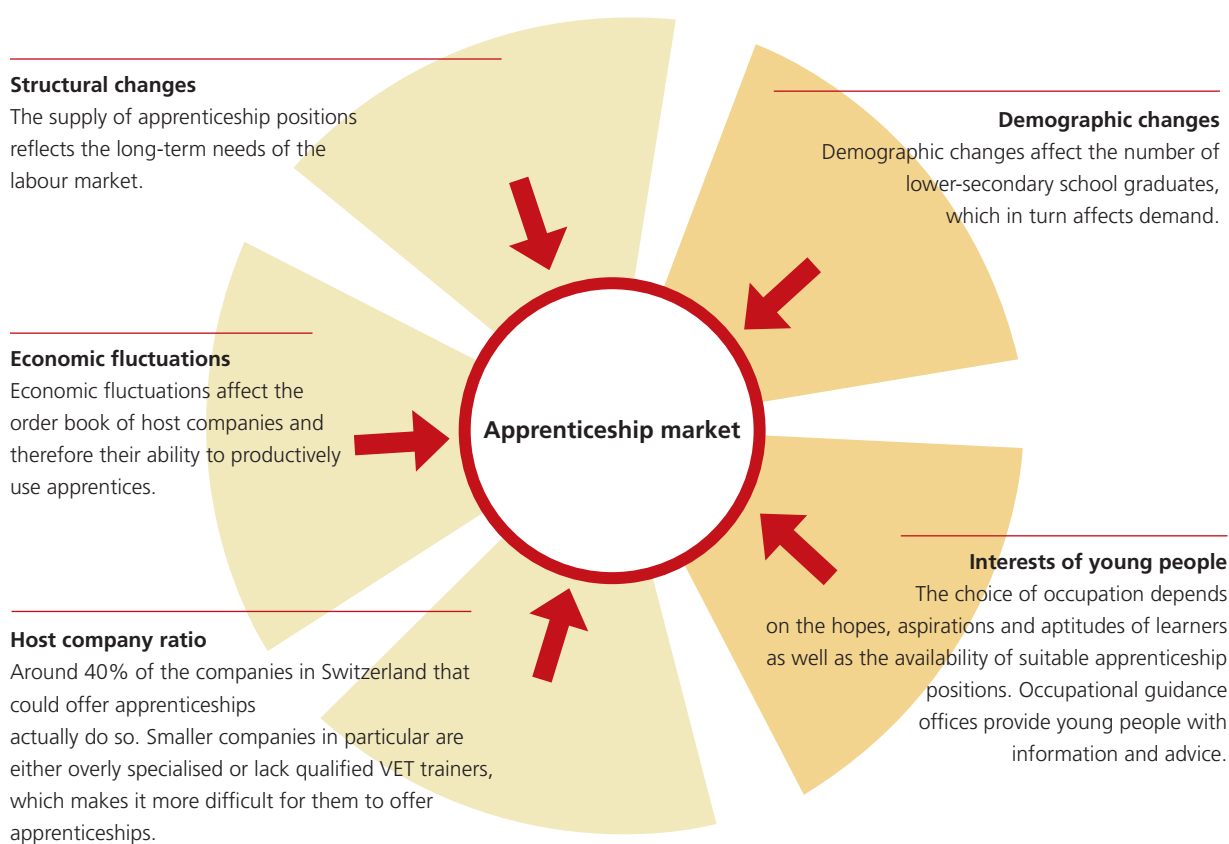 Structural changes
The supply of apprenticeship positions
reflects the long-term needs of the
labour market.
Demographic changes
Demographic changes affect the number of
lower-secondary school graduates,
which in turn affects demand.
Economic fluctuations
Economic fluctuations affect the
order book of host companies and
therefore their ability to productively
use apprentices.
Apprenticeship market
Interests of young people
The choice of occupation depends
on the hopes, aspirations and aptitudes of learners
as well as the availability of suitable apprenticeship
positions. Occupational guidance
offices provide young people with
information and advice.
Host company ratio
Around 40% of the companies in Switzerland that
could offer apprenticeships
actually do so. Smaller companies in particular are
either overly specialised or lack qualified VET trainers,
which makes it more difficult for them to offer
apprenticeships.